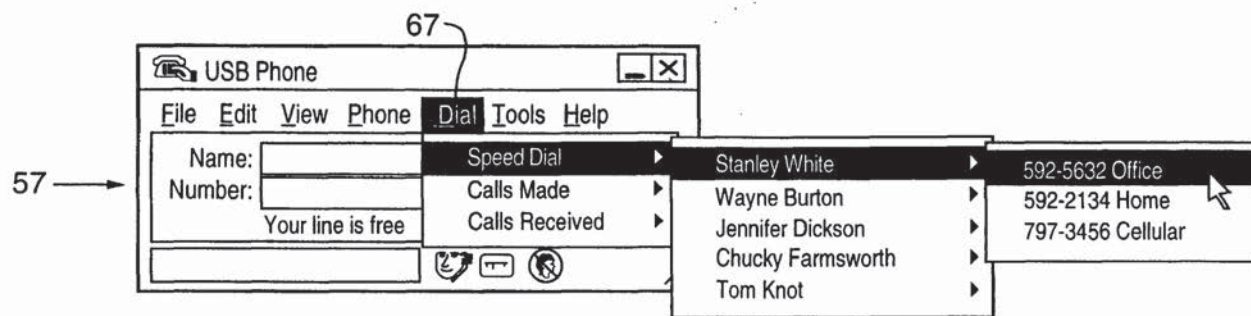 67
USB Phone
File Edit View Phone Dial Tools Help
Name:
Number:
Your line is free
Speed Dial
Calls Made
Calls Received
Stanley White
Wayne Burton
Jennifer Dickson
Chucky Farmsworth
Tom Knot
592-5632 Office
592-2134 Home
797-3456 Cellular
57